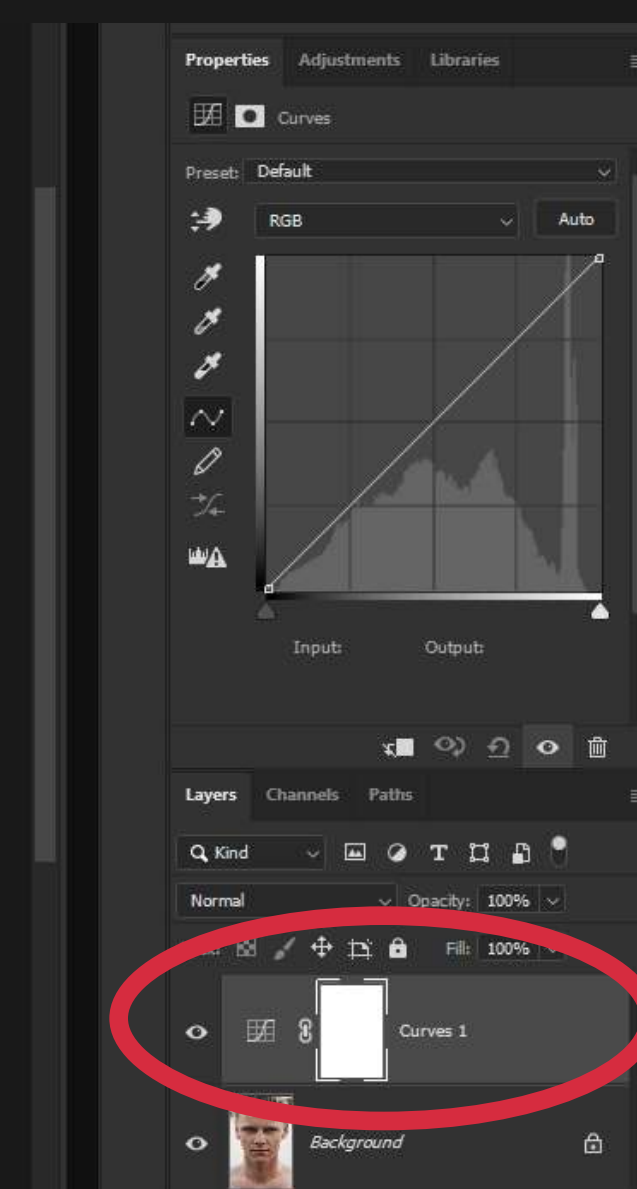 Properties Adjustments Libraries
Curves
Preset: Default
RGB Auto
Input: Output:
Layers Channels Paths
Kind T
Normal Opacity: 100%
Fill: 100%
Curves 1
Background